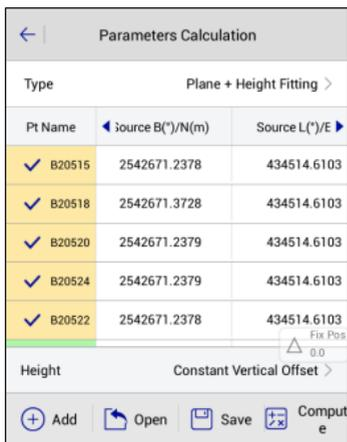 Parameters Calculation
Type Plane + Height Fitting
Pt Name Source B(°)/N(m) Source L(°)/E
B20515 2542671.2378 434514.6103
B20518 2542671.3728 434514.6103
B20520 2542671.2379 434514.6103
B20524 2542671.2379 434514.6103
B20522 2542671.2378 434514.6103
Fix Pos
0.0
Height Constant Vertical Offset
Add Open Save Comput
e